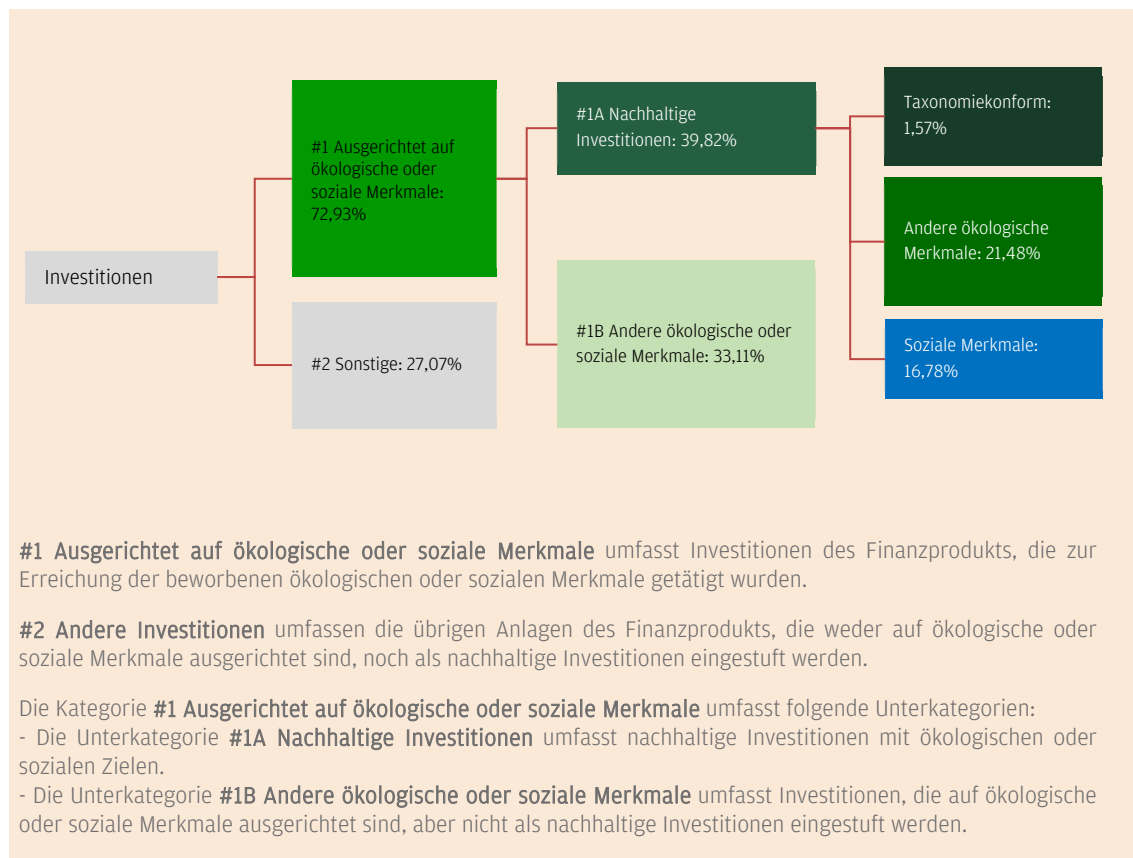 Investitionen
#1 Ausgerichtet auf
ökologische oder
soziale Merkmale:
72,93%
#2 Sonstige: 27,07%
#1A Nachhaltige
Investitionen: 39,82%
#1B Andere ökologische oder
soziale Merkmale: 33,11%
Taxonomiekonform:
1,57%
Andere ökologische
Merkmale: 21,48%
Soziale Merkmale:
16,78%
#1 Ausgerichtet auf ökologische oder soziale Merkmale umfasst Investitionen des Finanzprodukts, die zur
Erreichung der beworbenen ökologischen oder sozialen Merkmale getätigt wurden.
#2 Andere Investitionen umfassen die übrigen Anlagen des Finanzprodukts, die weder auf ökologische oder
soziale Merkmale ausgerichtet sind, noch als nachhaltige Investitionen eingestuft werden.
Die Kategorie #1 Ausgerichtet auf ökologische oder soziale Merkmale umfasst folgende Unterkategorien:
- Die Unterkategorie #1A Nachhaltige Investitionen umfasst nachhaltige Investitionen mit ökologischen oder
sozialen Zielen.
- Die Unterkategorie #1B Andere ökologische oder soziale Merkmale umfasst Investitionen, die auf ökologische
oder soziale Merkmale ausgerichtet sind, aber nicht als nachhaltige Investitionen eingestuft werden.